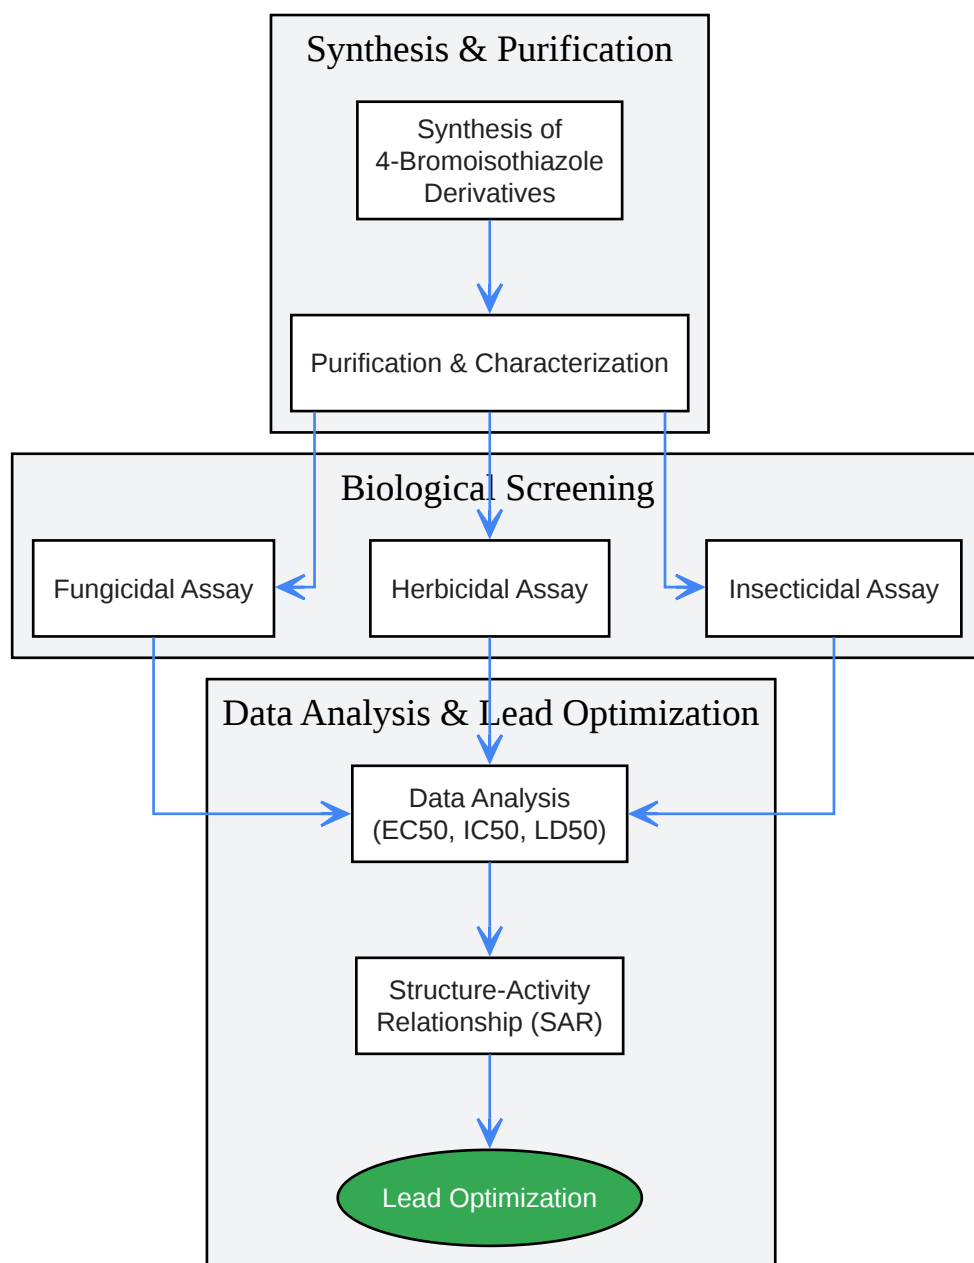 Synthesis & Purification
Synthesis of
4-Bromoisothiazole
Derivatives
Purification & Characterization
Biological Screening
Fungicidal Assay
Herbicidal Assay
Insecticidal Assay
Data Analysis & Lead Optimization
Data Analysis
(EC50, IC50, LD50)
Structure-Activity
Relationship (SAR)
Lead Optimization